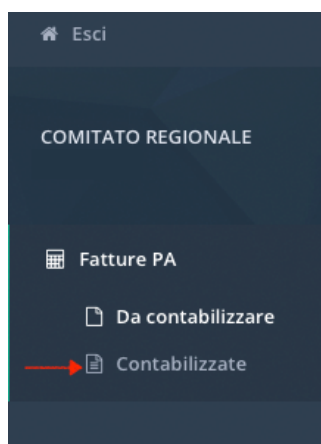 Esci
COMITATO REGIONALE
Fatture PA
Da contabilizzare
Contabilizzate